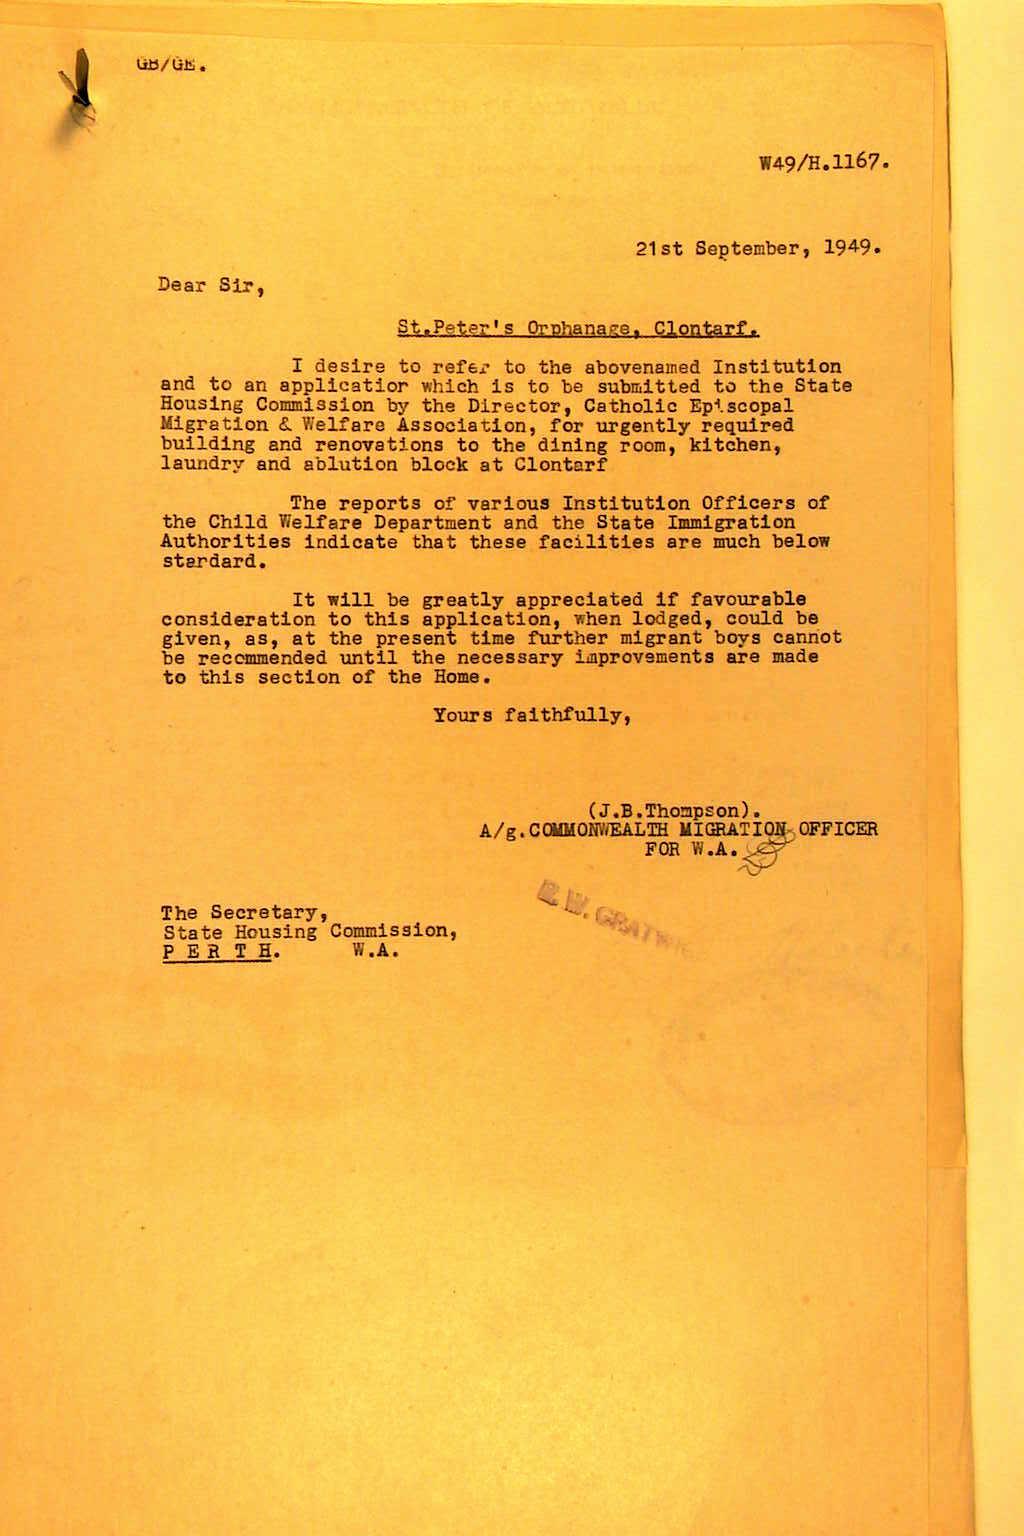 GB/GE.
W49/H.1167.
21st September, 1949.
Dear Sir,
St.Peter's Orphanage, Clontarf.
I desire to refer to the abovenamed Institution
and to an application which is to be submitted to the State
Housing Commission by the Director, Catholic Episcopal
Migration & Welfare Association, for urgently required
building and renovations to the dining room, kitchen,
laundry and ablution block at Clontarf
The reports of various Institution Officers of
the Child Welfare Department and the State Immigration
Authorities indicate that these facilities are much below
standard.
It will be greatly appreciated if favourable
consideration to this application, when lodged, could be
given, as, at the present time further migrant boys cannot
be recommended until the necessary improvements are made
to this section of the Home.
Yours faithfully,
(J.B.Thompson).
A/g.COMMONWEALTH MIGRATION OFFICER
FOR W.A.
The Secretary,
State Housing Commission,
P E R T H. W.A.